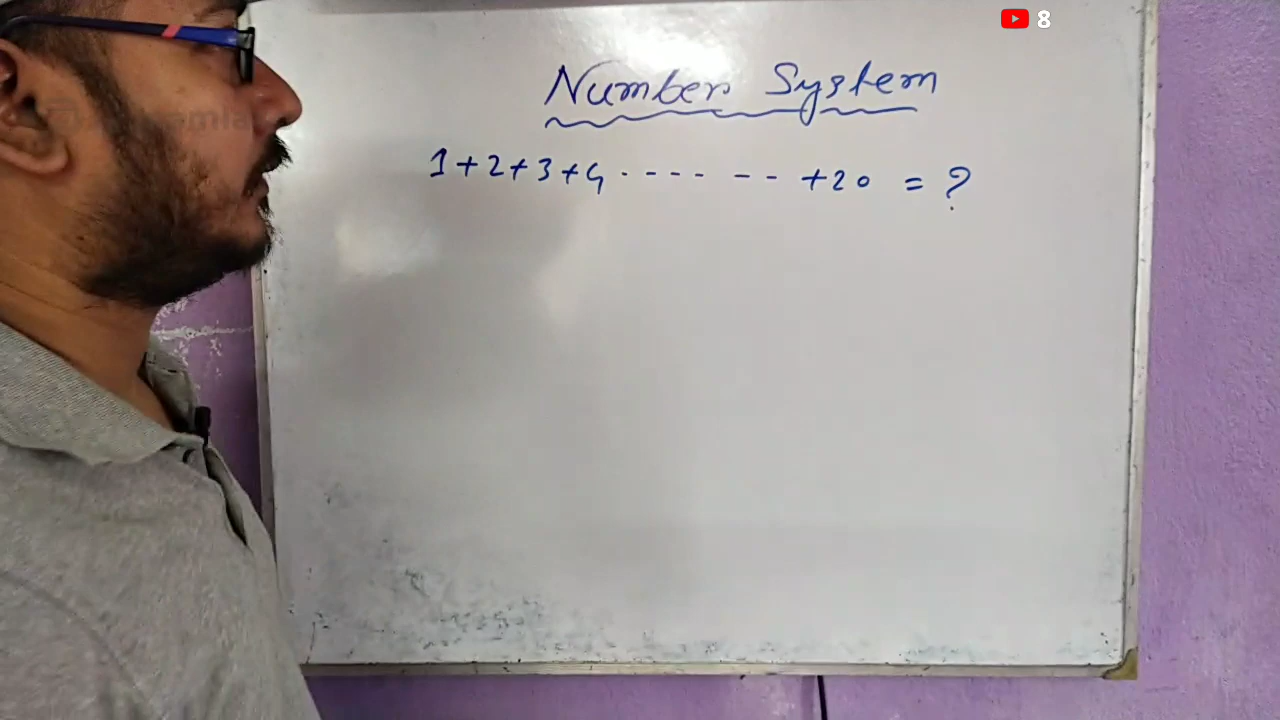 8
Number System
1+2+3+4 ---- -- +20 = ?